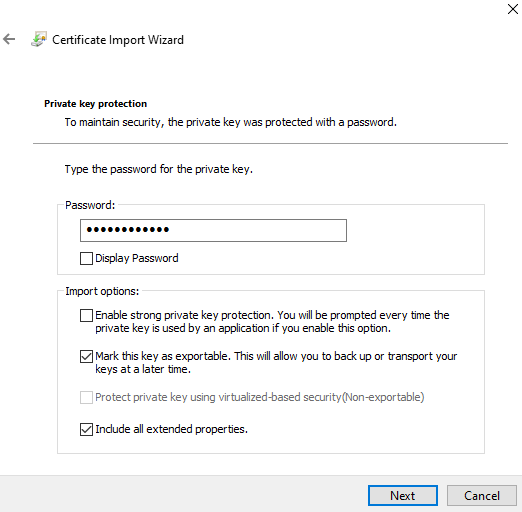 Certificate Import Wizard
Private key protection
To maintain security, the private key was protected with a password.
Type the password for the private key.
Password:
●●●●●●●●●●●●
Display Password
Import options:
Enable strong private key protection. You will be prompted every time the
private key is used by an application if you enable this option.
Mark this key as exportable. This will allow you to back up or transport your
keys at a later time.
Protect private key using virtualized-based security(Non-exportable)
Include all extended properties.
Next
Cancel